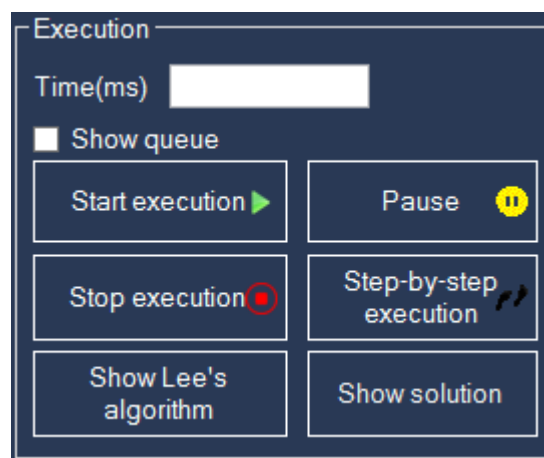 Execution
Time(ms)
Show queue
Start execution
Pause
Stop execution
Step-by-step
execution
Show Lee's
algorithm
Show solution